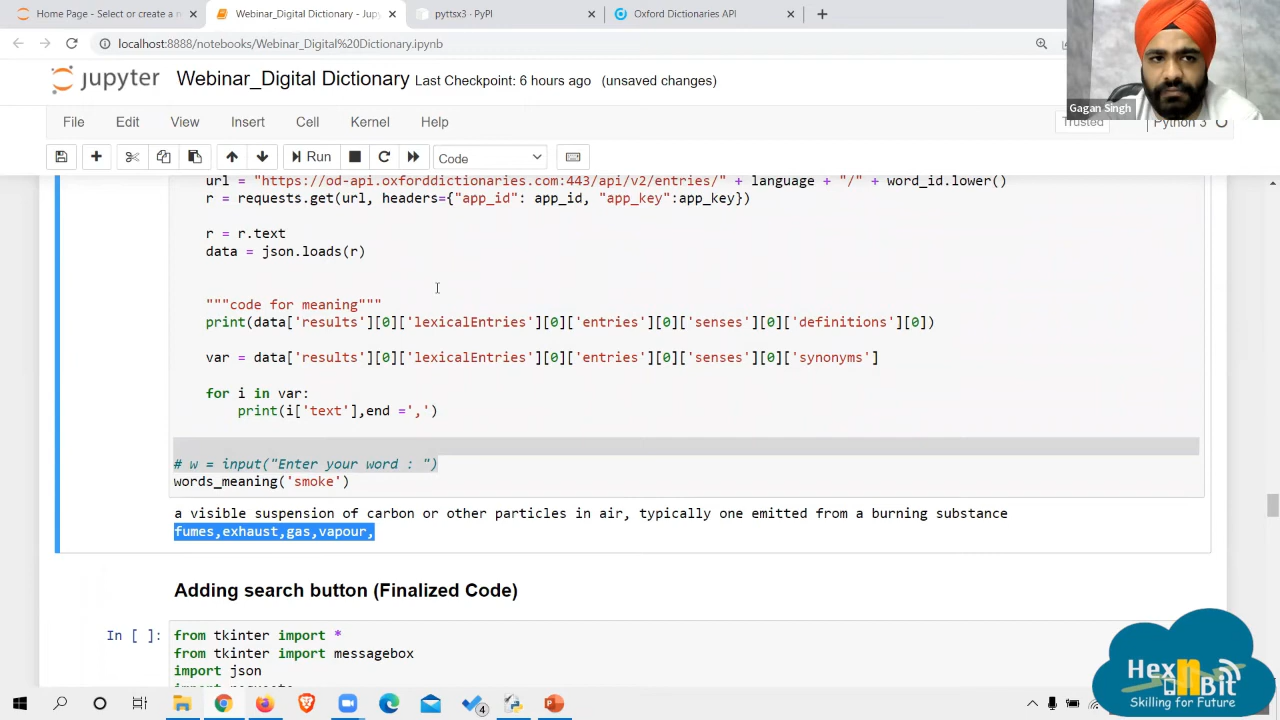 Home Page - Select or create a n
Webinar_Digital Dictionary - Jupy
pyttsx3 · PyPI
Oxford Dictionaries API
localhost:8888/notebooks/Webinar_Digital%20Dictionary.ipynb
jupyter Webinar_Digital Dictionary Last Checkpoint: 6 hours ago (unsaved changes)
Gagan Singh
File Edit View Insert Cell Kernel Help
Trusted Python 3
Run
Code
url = "https://od-api.oxforddictionaries.com:443/api/v2/entries/" + language + "/" + word_id.lower()
r = requests.get(url, headers={"app_id": app_id, "app_key":app_key})
r = r.text
data = json.loads(r)
"""code for meaning"""
print(data['results'][0]['lexicalEntries'][0]['entries'][0]['senses'][0]['definitions'][0])
var = data['results'][0]['lexicalEntries'][0]['entries'][0]['senses'][0]['synonyms']
for i in var:
print(i['text'],end =',')
# w = input("Enter your word : ")
words_meaning('smoke')
a visible suspension of carbon or other particles in air, typically one emitted from a burning substance
fumes,exhaust,gas,vapour,
Adding search button (Finalized Code)
In [ ]: from tkinter import *
from tkinter import messagebox
import json
import requests
4
Hex n Bit
Skilling for Future